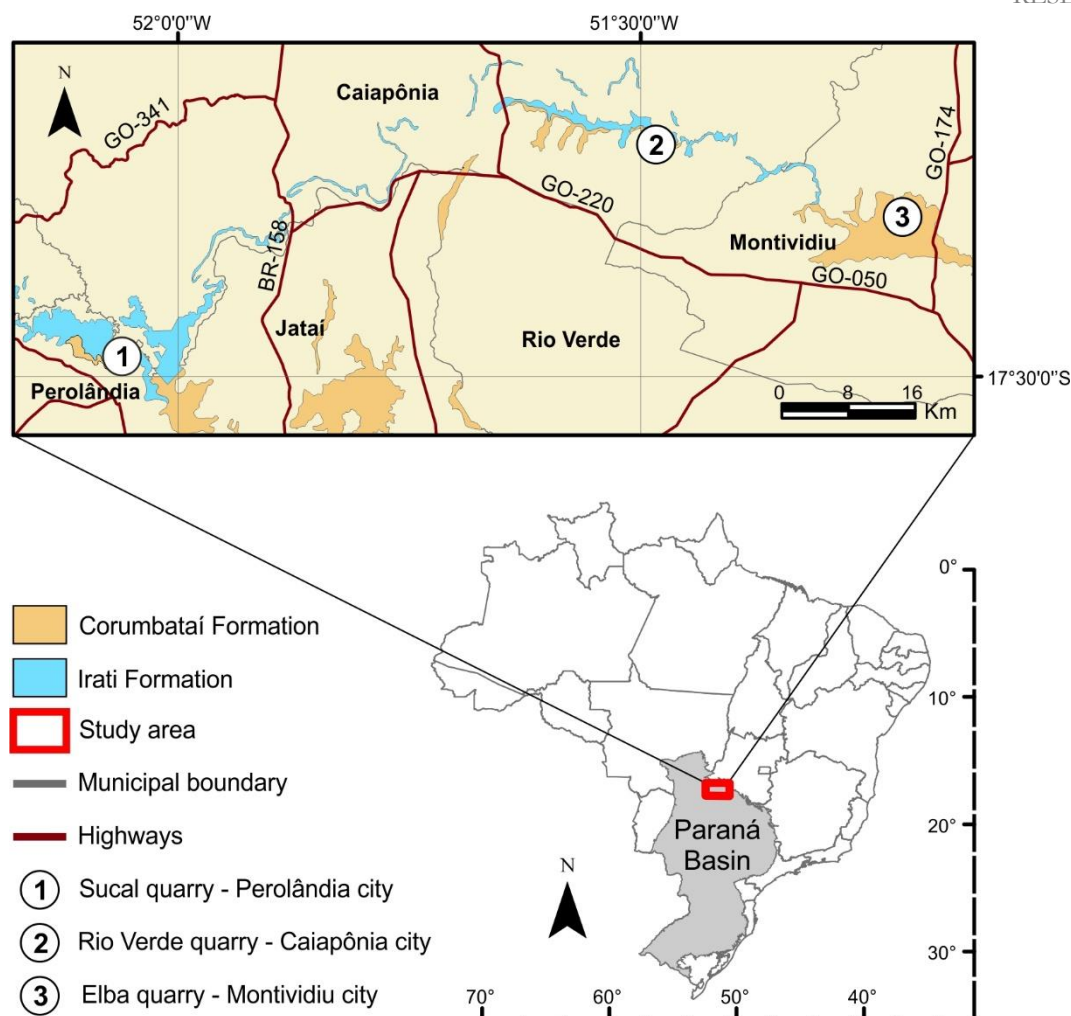 52°0'0"W
51°30'0"W
N
Caiapônia
GO-341
GO-174
2
GO-220
3
BR-158
Montividiu
GO-050
Jataí
Rio Verde
1
Perolândia
17°30'0"S
0 8 16
Km
0°
Corumbataí Formation
Irati Formation
10°
Study area
Municipal boundary
20°
Highways
Paraná
Basin
N
1 Sucal quarry - Perolândia city
2 Rio Verde quarry - Caiapônia city
30°
3 Elba quarry - Montividiu city
70° 60° 50° 40°